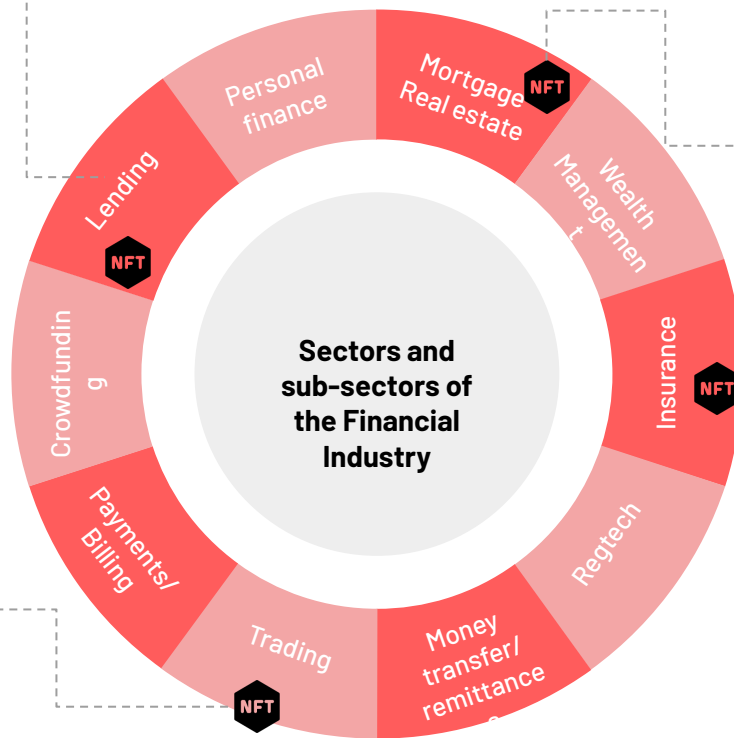 Personal
finance
Mortgage
Real estate
NFT
Wealth
Managemen
t
Lending
NFT
Insurance
NFT
Crowdfundin
g
Sectors and
sub-sectors of
the Financial
Industry
Payments/
Billing
Regtech
Trading
NFT
Money
transfer/
remittance